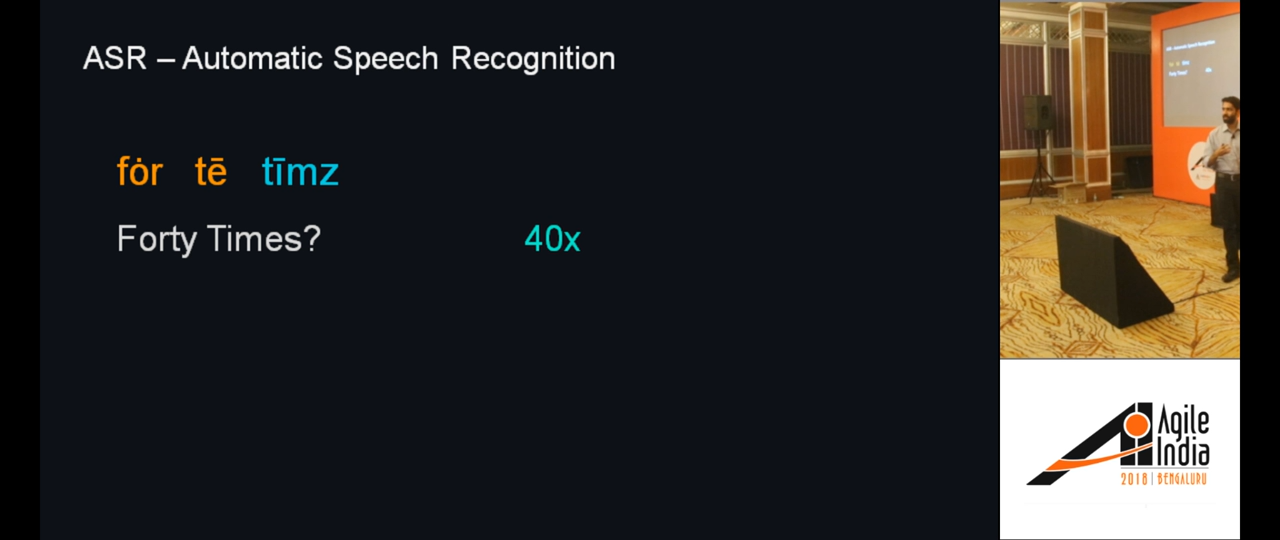 ASR – Automatic Speech Recognition
fȯr tē tīmz
Forty Times? 40x
Agile
India
2018 | BENGALURU